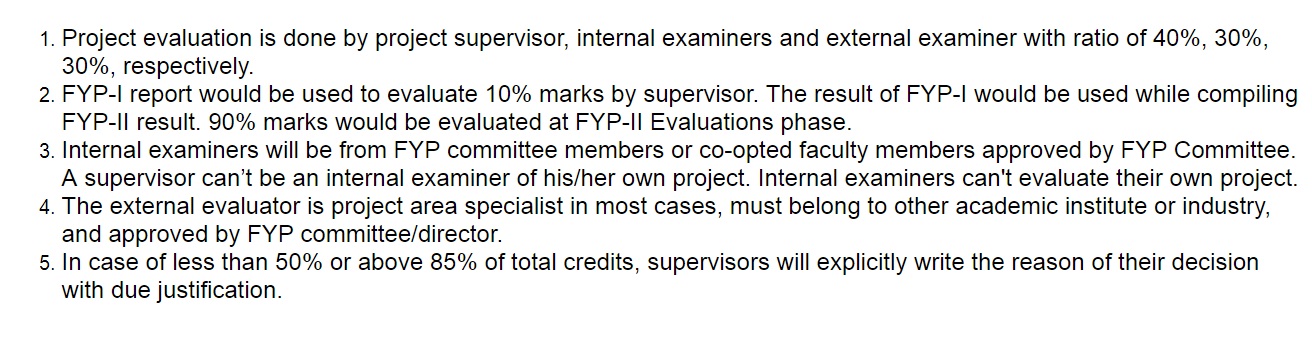 1. Project evaluation is done by project supervisor, internal examiners and external examiner with ratio of 40%, 30%,
30%, respectively.
2. FYP-I report would be used to evaluate 10% marks by supervisor. The result of FYP-I would be used while compiling
FYP-II result. 90% marks would be evaluated at FYP-II Evaluations phase.
3. Internal examiners will be from FYP committee members or co-opted faculty members approved by FYP Committee.
A supervisor can’t be an internal examiner of his/her own project. Internal examiners can't evaluate their own project.
4. The external evaluator is project area specialist in most cases, must belong to other academic institute or industry,
and approved by FYP committee/director.
5. In case of less than 50% or above 85% of total credits, supervisors will explicitly write the reason of their decision
with due justification.